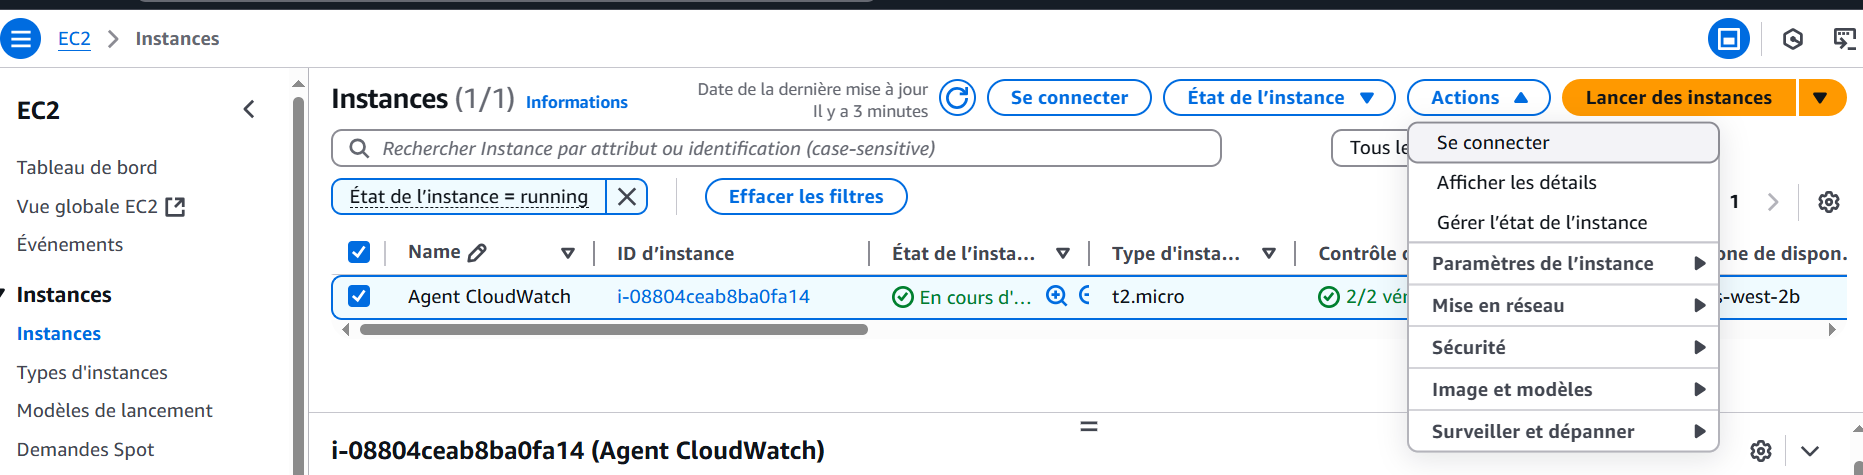 EC2 > Instances
EC2
Tableau de bord
Vue globale EC2
Événements
Instances
Instances
Types d'instances
Modèles de lancement
Demandes Spot
Instances (1/1) Informations
Date de la dernière mise à jour
Il y a 3 minutes
Se connecter
État de l'instance
Actions
Lancer des instances
Rechercher Instance par attribut ou identification (case-sensitive)
État de l'instance = running
Effacer les filtres
1
Name
ID d'instance
État de l'insta...
Type d'insta...
Contrôle
de dispon.
Agent CloudWatch
i-08804ceab8ba0fa14
En cours d'...
t2.micro
2/2
-west-2b
Se connecter
Afficher les détails
Gérer l'état de l'instance
Paramètres de l'instance
Mise en réseau
Sécurité
Image et modèles
Surveiller et dépanner
i-08804ceab8ba0fa14 (Agent CloudWatch)